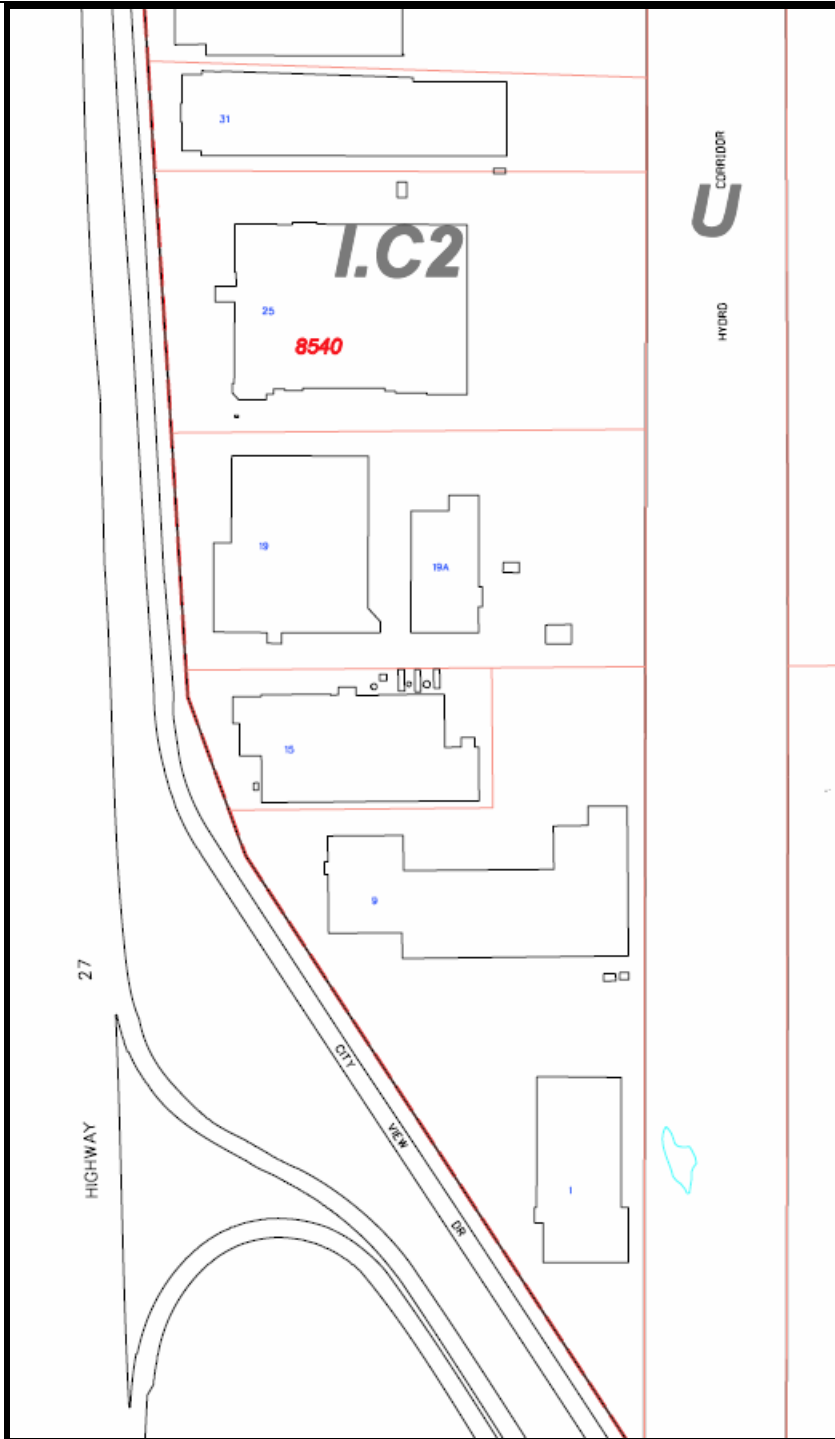 31
CORRIDOR
U
I.C2
HYDRO
25
8540
19
19A
15
9
27
CITY
VIEW
DR
HIGHWAY
1